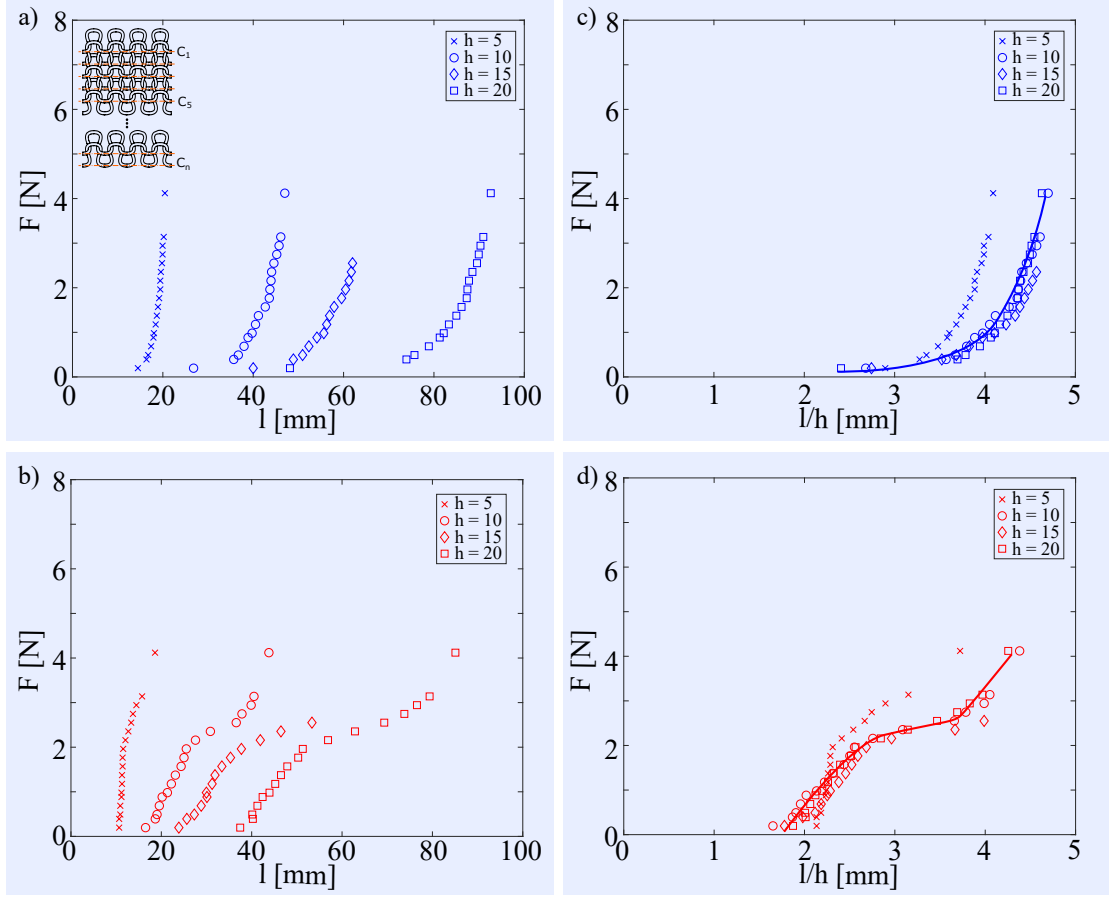 a)
8
6
4
2
0
F [N]
C1
C5
Cn
× h = 5
○ h = 10
◇ h = 15
□ h = 20
0 20 40 60 80 100
l [mm]
c)
8
6
4
2
0
F [N]
× h = 5
○ h = 10
◇ h = 15
□ h = 20
0 1 2 3 4 5
l/h [mm]
b)
8
6
4
2
0
F [N]
× h = 5
○ h = 10
◇ h = 15
□ h = 20
0 20 40 60 80 100
l [mm]
d)
8
6
4
2
0
F [N]
× h = 5
○ h = 10
◇ h = 15
□ h = 20
0 1 2 3 4 5
l/h [mm]